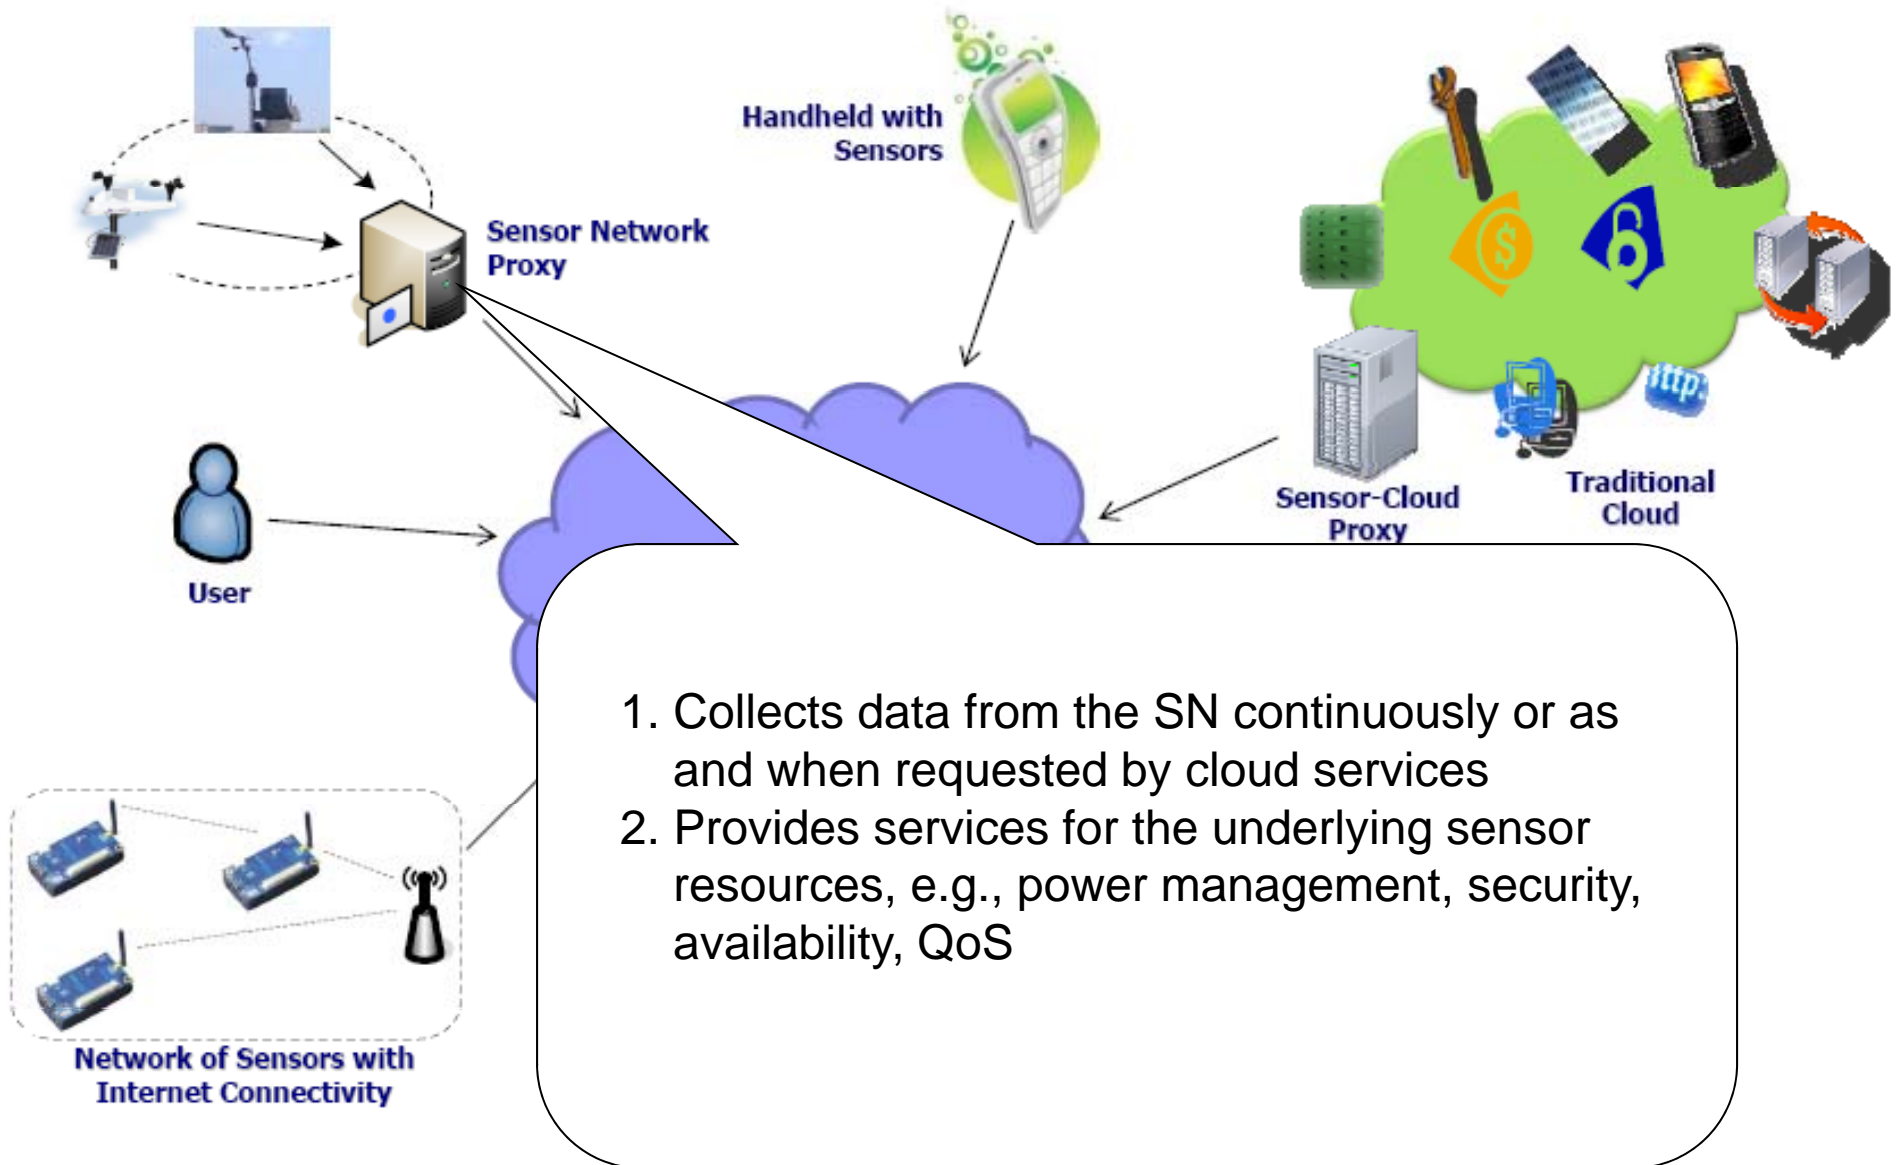 Handheld with
Sensors
Sensor Network
Proxy
$
http.
Sensor-Cloud
Proxy
Traditional
Cloud
User
1. Collects data from the SN continuously or as
and when requested by cloud services
2. Provides services for the underlying sensor
resources, e.g., power management, security,
availability, QoS
Network of Sensors with
Internet Connectivity